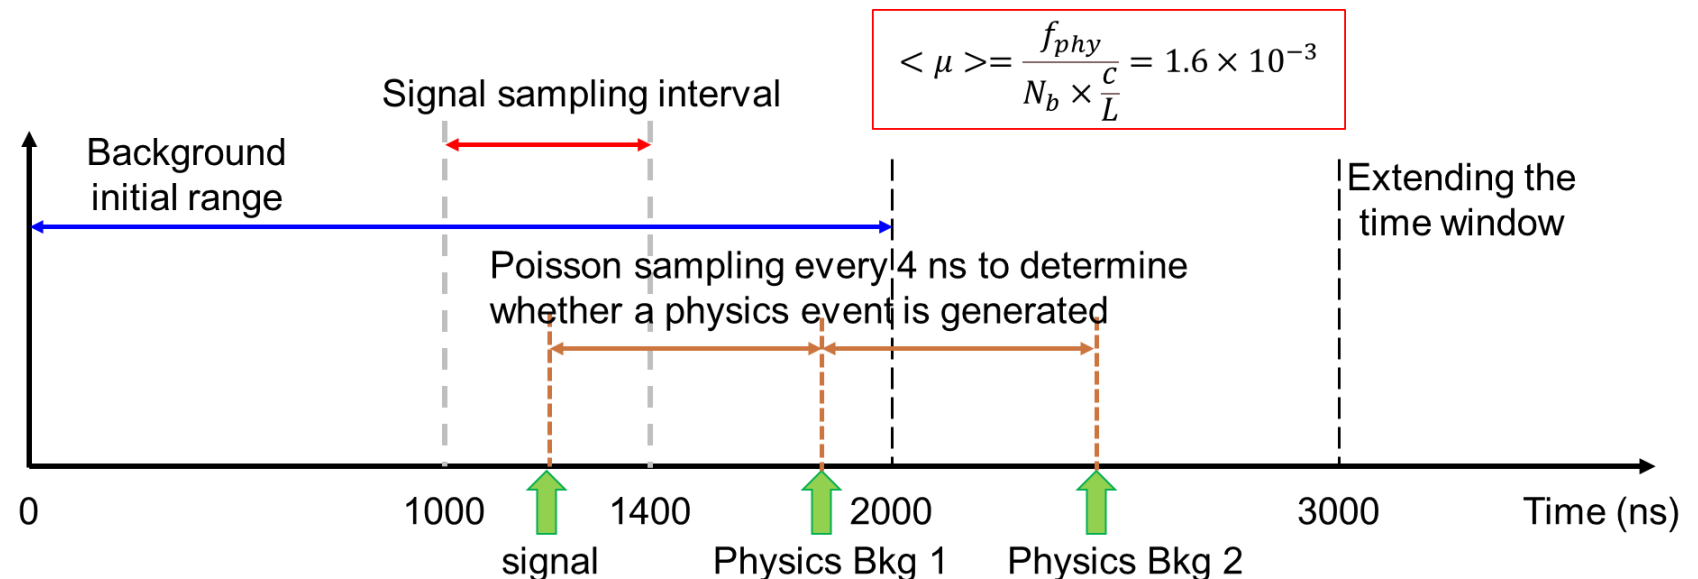 < μ >= f_phy / (N_b × c/L) = 1.6 × 10⁻³
Signal sampling interval
Background
initial range
Extending the
time window
Poisson sampling every 4 ns to determine
whether a physics event is generated
0
1000
1400
2000
3000
Time (ns)
signal
Physics Bkg 1
Physics Bkg 2